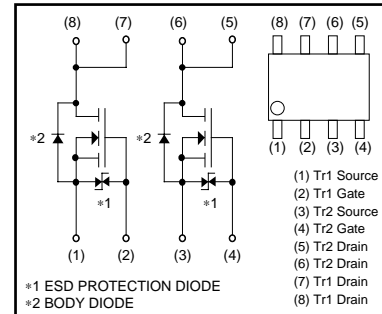 (8) (7) (6) (5)
(8) (7) (6) (5)
∗2 ∗2
∗1 ∗1
(1) (2) (3) (4)
(1) (2) (3) (4)
(1) Tr1 Source
(2) Tr1 Gate
(3) Tr2 Source
(4) Tr2 Gate
(5) Tr2 Drain
(6) Tr2 Drain
(7) Tr1 Drain
(8) Tr1 Drain
∗1 ESD PROTECTION DIODE
∗2 BODY DIODE